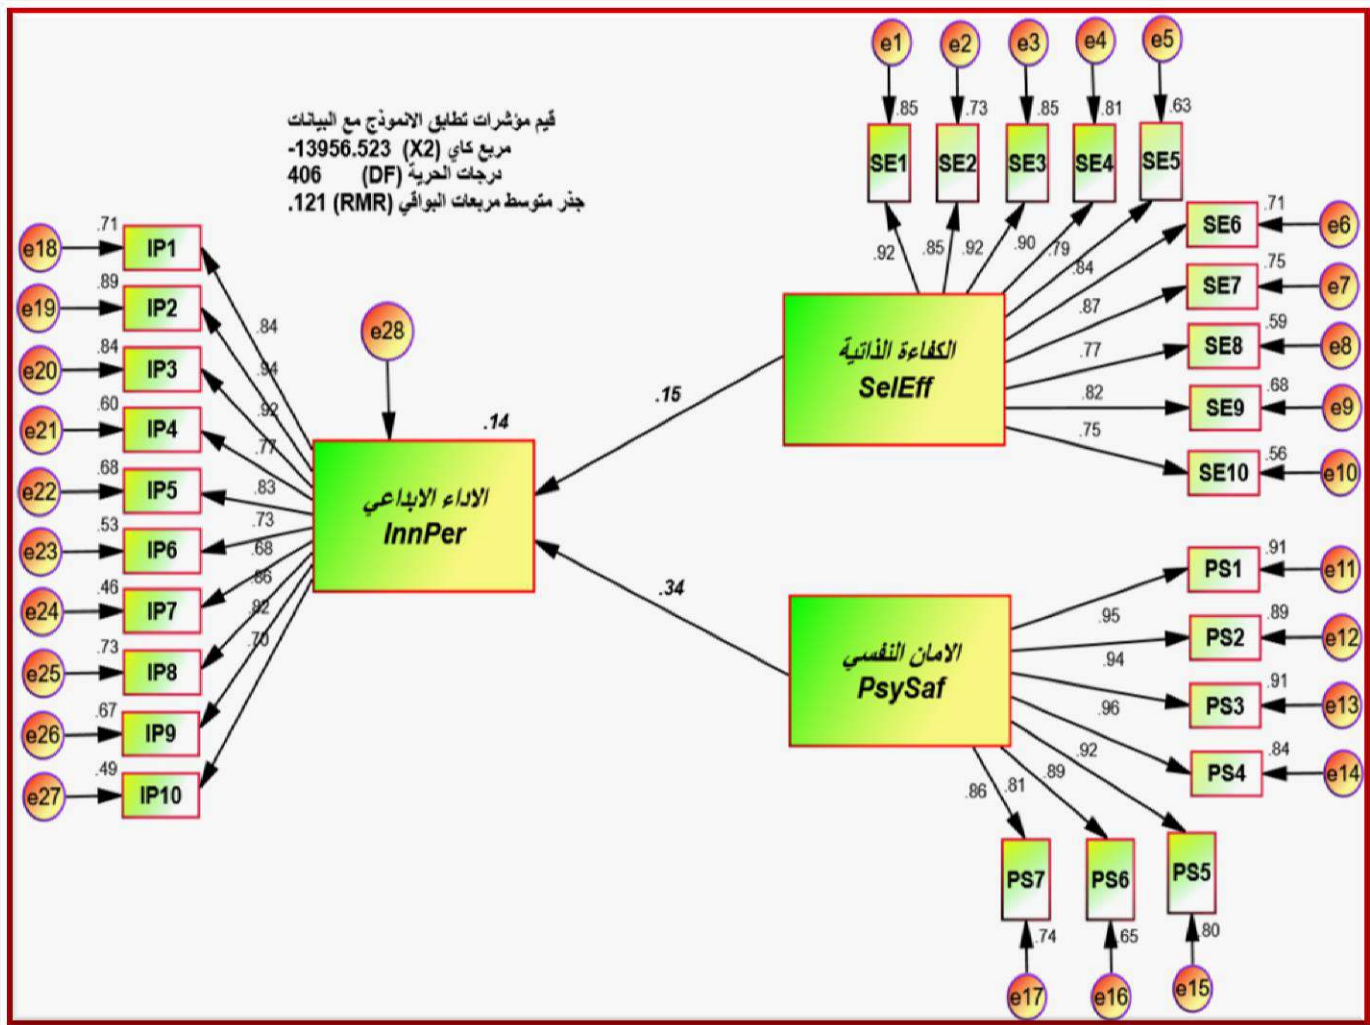 e1 e2 e3 e4 e5
.85 .73 .85 .81 .63
SE1 SE2 SE3 SE4 SE5
قيم مؤشرات تطابق الانموذج مع البيانات
مربع كاي (X2) 13956.523-
درجات الحرية (DF) 406
جذر متوسط مربعات البواقي (RMR) 121.
.92 .85 .92 .90 .79
.84 SE6 .71 e6
.87 SE7 .75 e7
.77 SE8 .59 e8
.82 SE9 .68 e9
.75 SE10 .56 e10
الكفاءة الذاتية
SelEff
e18 .71 IP1 .84
e19 .89 IP2 .94
e20 .84 IP3 .92
e21 .60 IP4 .77
e22 .68 IP5 .83
e23 .53 IP6 .73
e24 .46 IP7 .68
e25 .73 IP8 .86
e26 .67 IP9 .92
e27 .49 IP10 .70
e28
.14
.15
الاداء الابداعي
InnPer
.34
الامان النفسي
PsySaf
.95 PS1 .91 e11
.94 PS2 .89 e12
.96 PS3 .91 e13
.92 PS4 .84 e14
.86 .81 .89
PS7 PS6 PS5
.74 .65 .80
e17 e16 e15